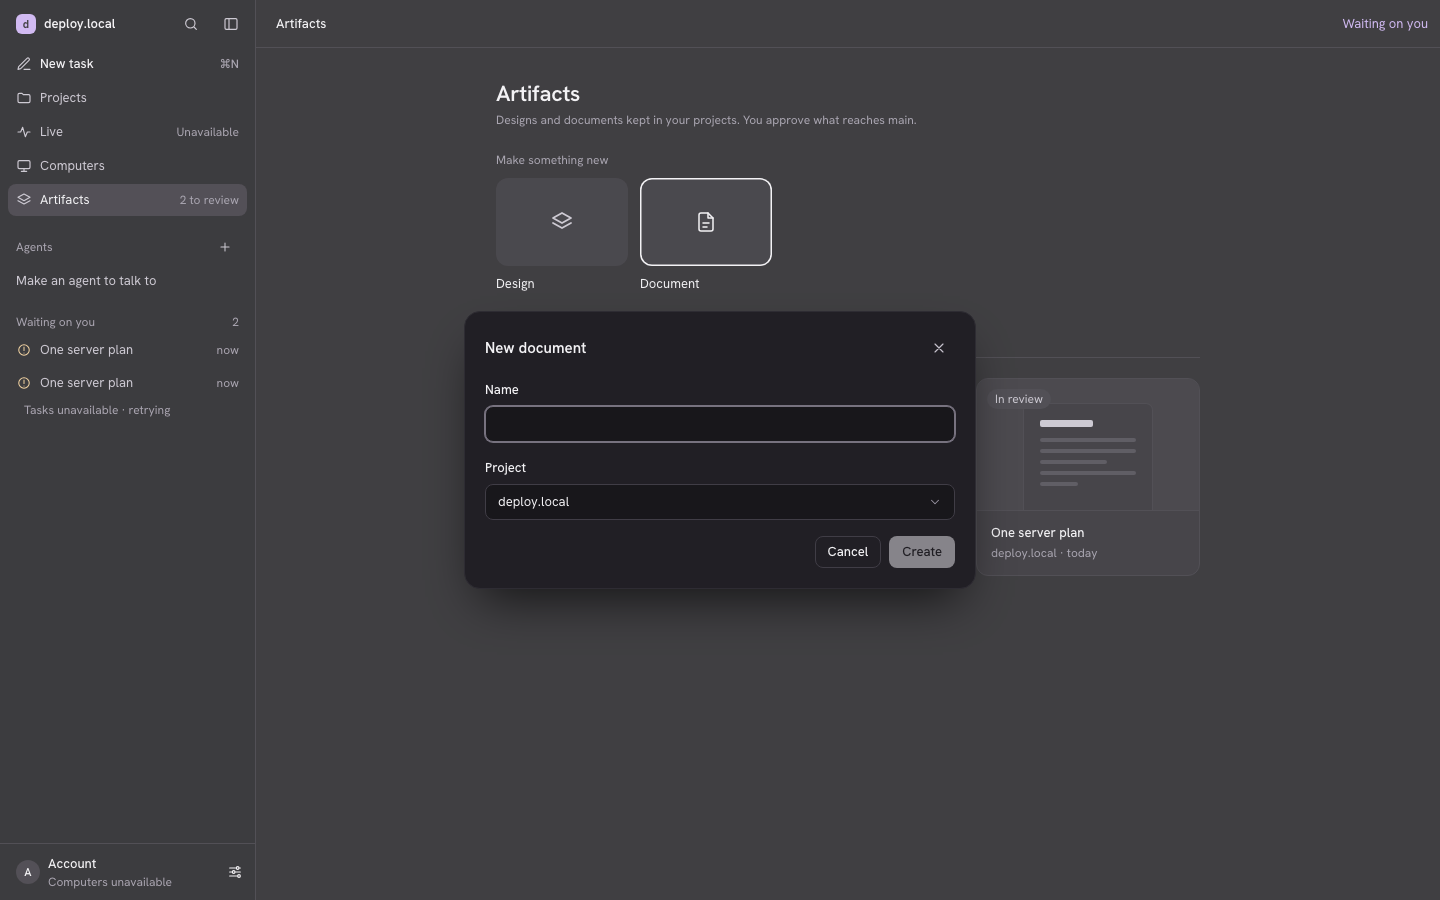 d deploy.local
New task ⌘N
Projects
Live Unavailable
Computers
Artifacts 2 to review
Agents
Make an agent to talk to
Waiting on you 2
One server plan now
One server plan now
Tasks unavailable · retrying
A Account
Computers unavailable
Artifacts Waiting on you
Artifacts
Designs and documents kept in your projects. You approve what reaches main.
Make something new
Design Document
New document
Name
Project
deploy.local
Cancel Create
In review
One server plan
deploy.local · today